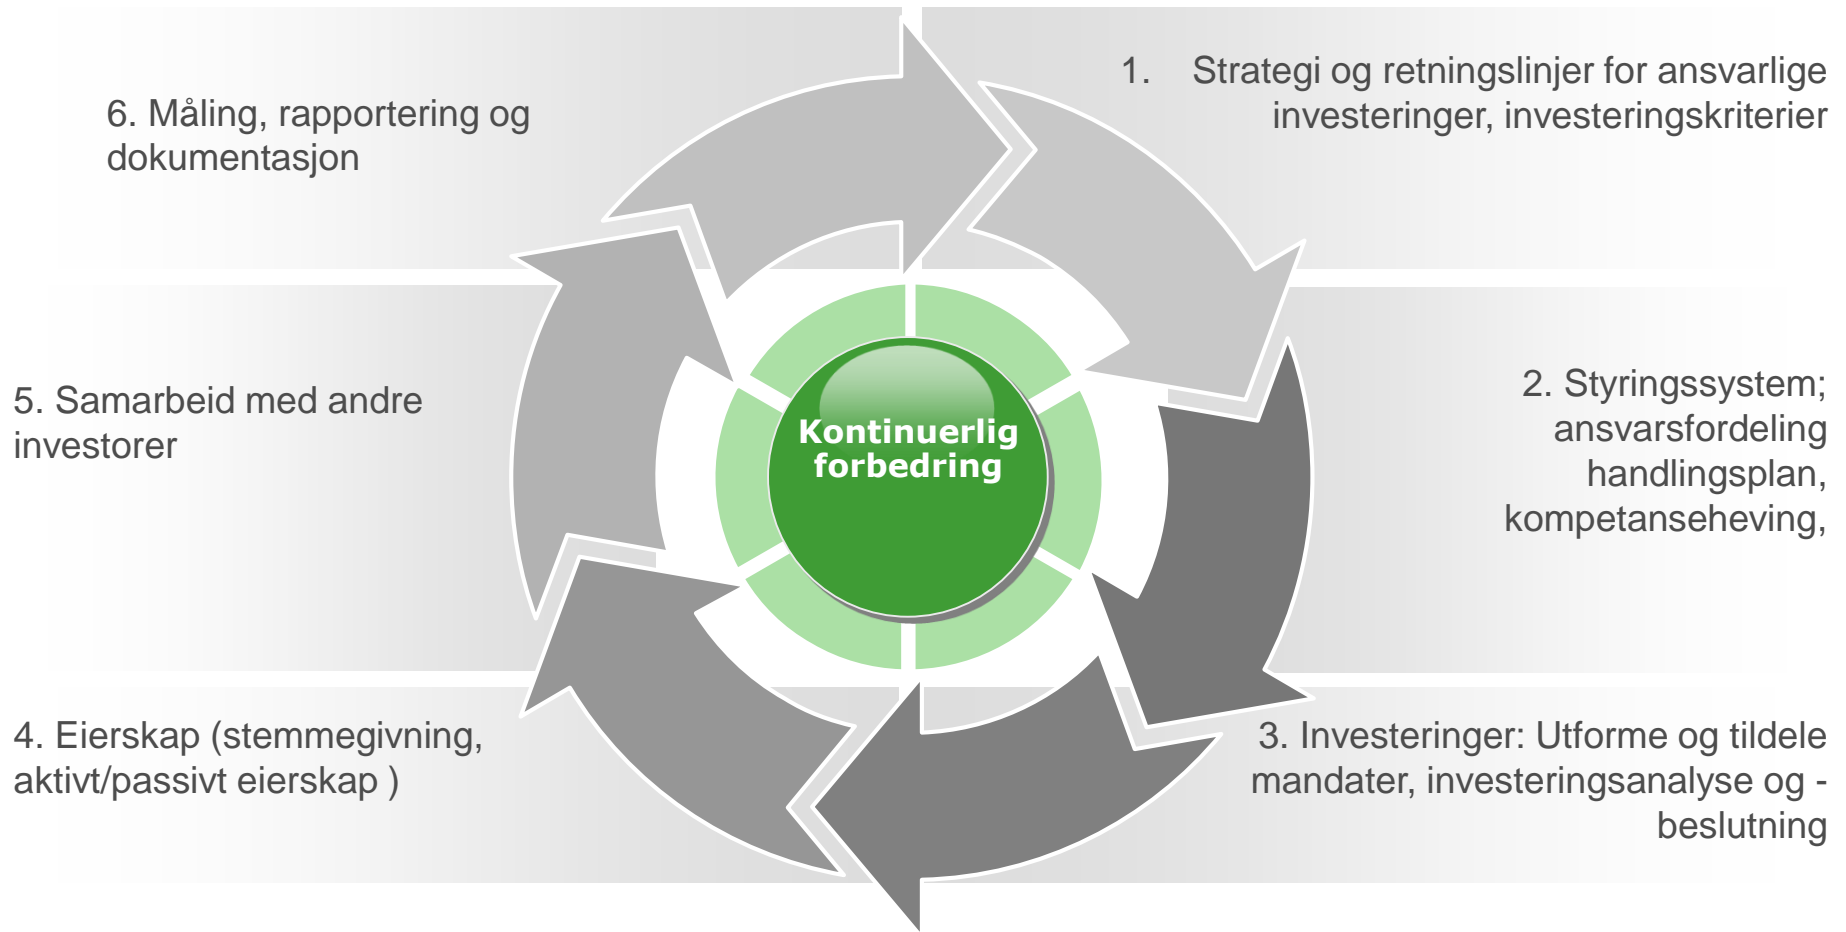 1. Strategi og retningslinjer for ansvarlige
investeringer, investeringskriterier
2. Styringssystem;
ansvarsfordeling
handlingsplan,
kompetanseheving,
3. Investeringer: Utforme og tildele
mandater, investeringsanalyse og -
beslutning
4. Eierskap (stemmegivning,
aktivt/passivt eierskap )
5. Samarbeid med andre
investorer
6. Måling, rapportering og
dokumentasjon
Kontinuerlig
forbedring